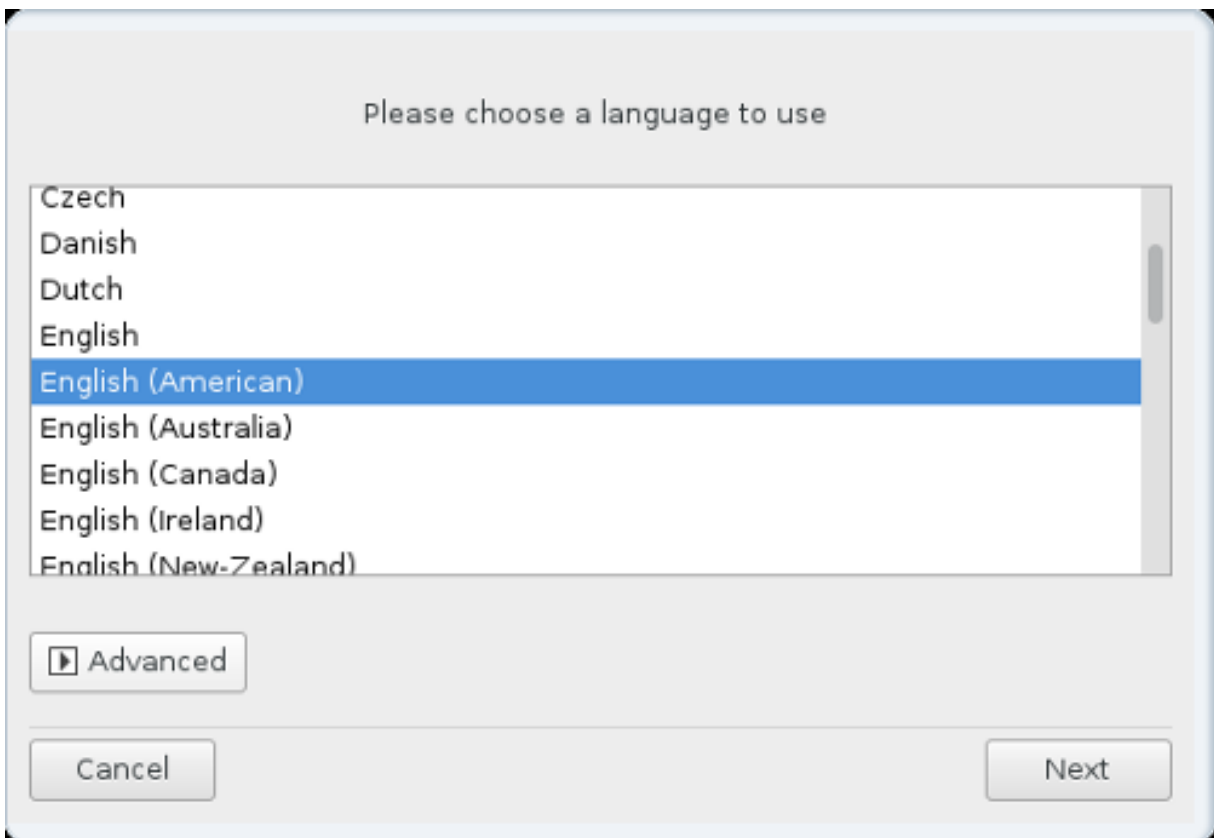 Please choose a language to use
Czech
Danish
Dutch
English
English (American)
English (Australia)
English (Canada)
English (Ireland)
English (New-Zealand)
Advanced
Cancel
Next